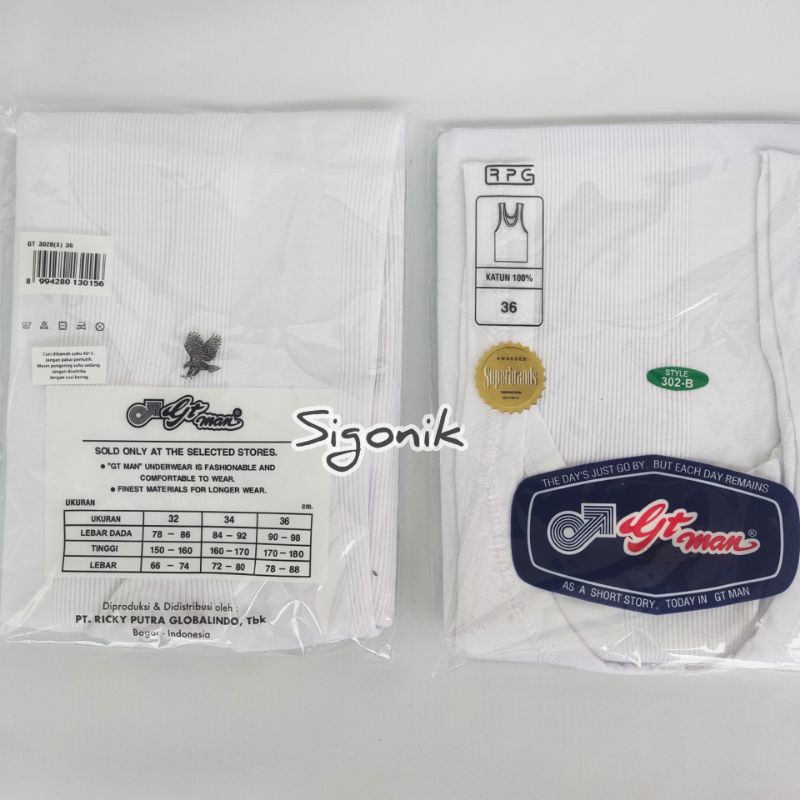 GT 302B(S) 36
8 994280 130156
Cuci dibawah suhu 40° C.
Jangan pakai pemutih.
Mesin pengering suhu sedang
Jangan disetrika
Jangan cuci kering.
gt man®
SOLD ONLY AT THE SELECTED STORES.
● "GT MAN" UNDERWEAR IS FASHIONABLE AND
COMFORTABLE TO WEAR.
● FINEST MATERIALS FOR LONGER WEAR.
UKURAN cm.
UKURAN 32 34 36
LEBAR DADA 78 - 86 84 - 92 90 - 98
TINGGI 150 - 160 160 - 170 170 - 180
LEBAR 66 - 74 72 - 80 78 - 88
Diproduksi & Didistribusi oleh :
PT. RICKY PUTRA GLOBALINDO, Tbk
Bogor - Indonesia
Sigonik
RPG
KATUN 100%
36
AWARDED
Superbrands
STYLE
302-B
THE DAY'S JUST GO BY. BUT EACH DAY REMAINS
gt man®
AS A SHORT STORY. TODAY IN GT MAN